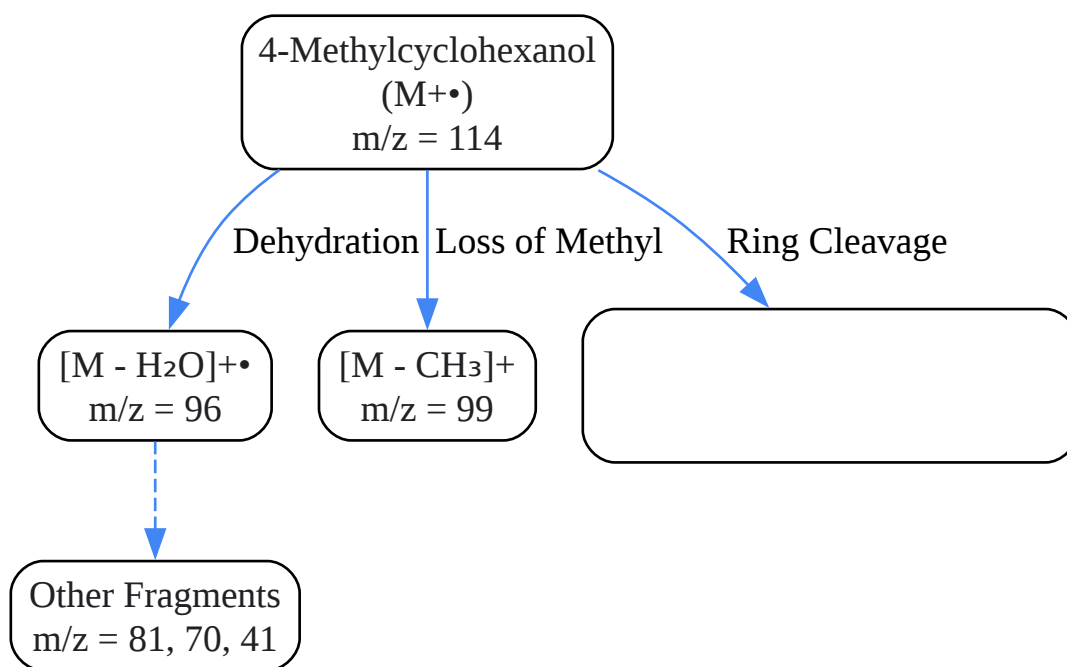 4-Methylcyclohexanol
(M+•)
m/z = 114
Dehydration
Loss of Methyl
Ring Cleavage
[M - H₂O]+•
m/z = 96
[M - CH₃]+
m/z = 99
Other Fragments
m/z = 81, 70, 41